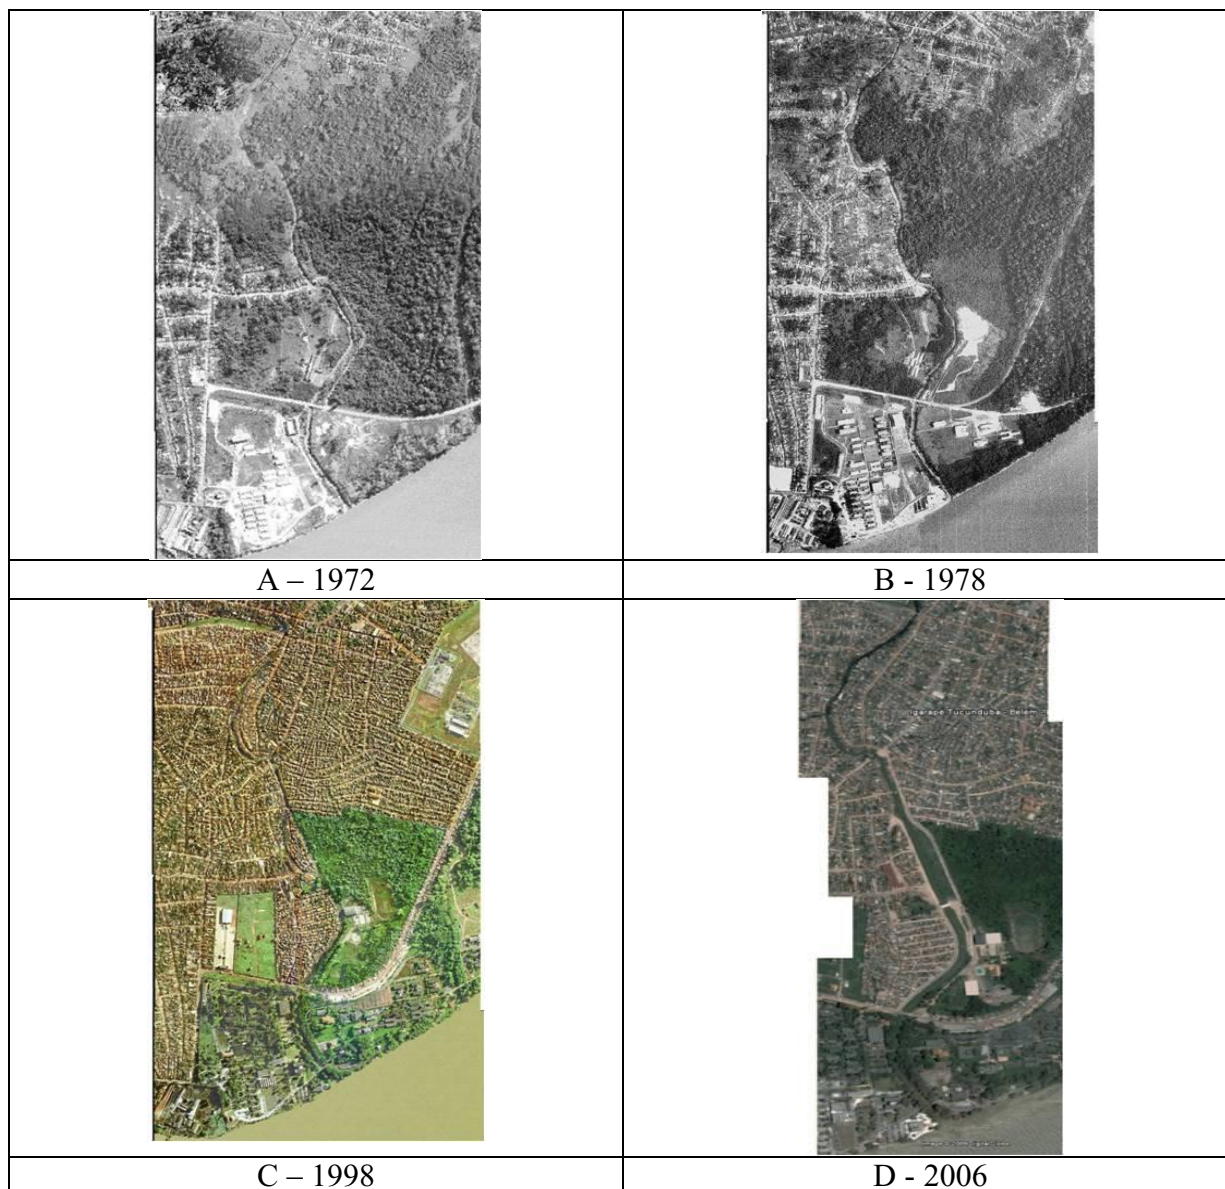 A – 1972
B - 1978
Igarapé Tucunduba - Belém
C – 1998
D - 2006